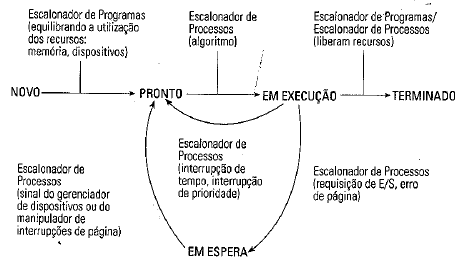 Escalonador de Programas
(equilibrando a utilização
dos recursos:
memória, dispositivos)
Escalonador de
Processos
(algoritmo)
Escalonador de Programas/
Escalonador de Processos
(liberam recursos)
NOVO
PRONTO
EM EXECUÇÃO
TERMINADO
Escalonador de
Processos
(sinal do gerenciador
de dispositivos ou do
manipulador de
interrupções de página)
Escalonador de
Processos
(interrupção de
tempo, interrupção
de prioridade)
Escalonador de Processos
(requisição de E/S, erro
de página)
EM ESPERA